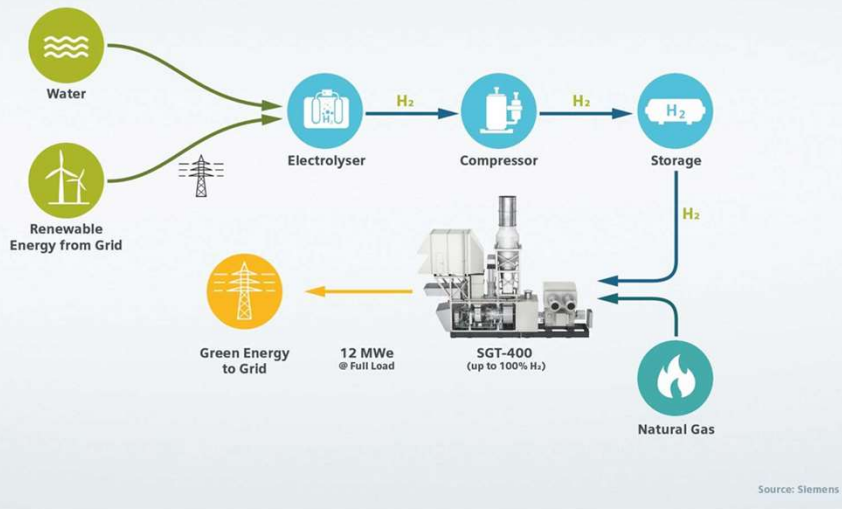 Water
Renewable
Energy from Grid
H₂
Electrolyser
H₂
Compressor
H₂
H₂
Storage
H₂
Green Energy
to Grid
12 MWe
@ Full Load
SGT-400
(up to 100% H₂)
Natural Gas
Source: Siemens